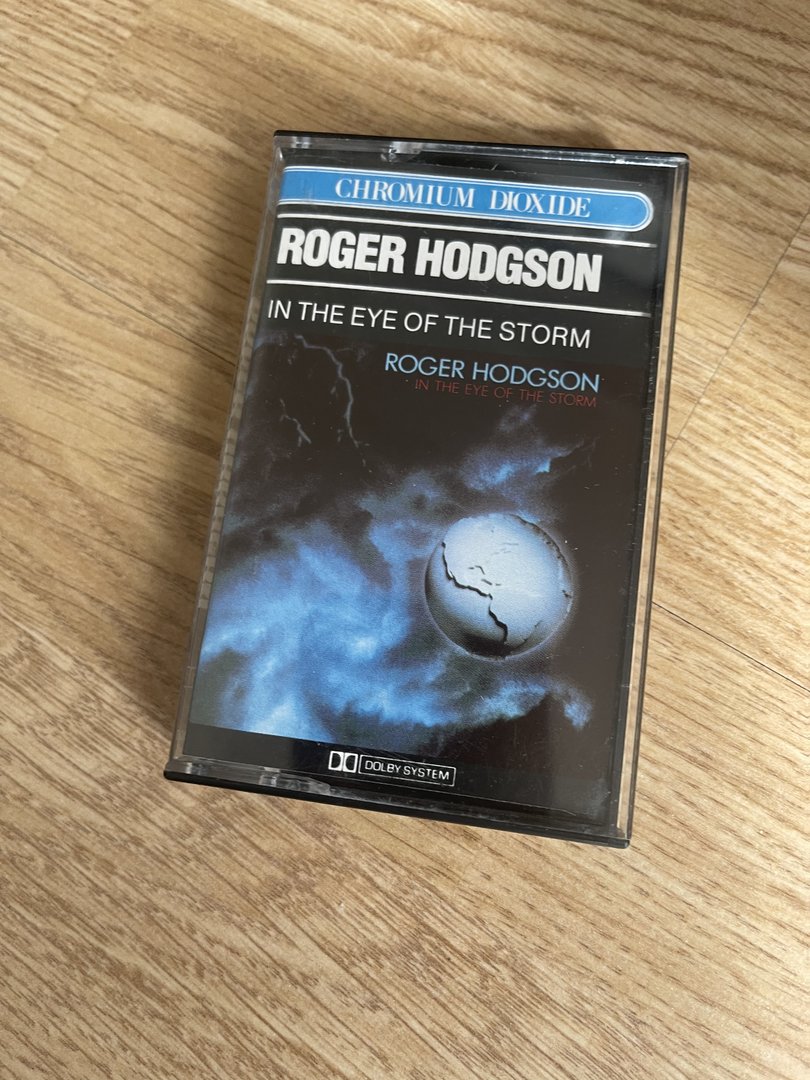 CHROMIUM DIOXIDE
ROGER HODGSON
IN THE EYE OF THE STORM
ROGER HODGSON
IN THE EYE OF THE STORM
DOLBY SYSTEM